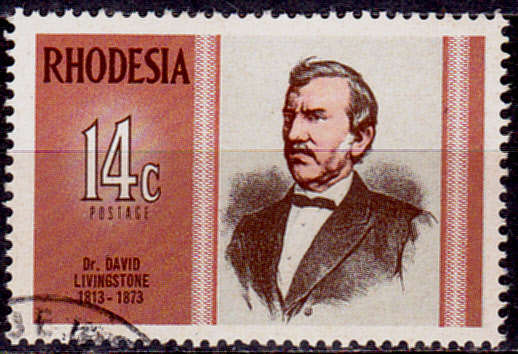 RHODESIA
14c
POSTAGE
Dr. DAVID
LIVINGSTONE
1813-1873